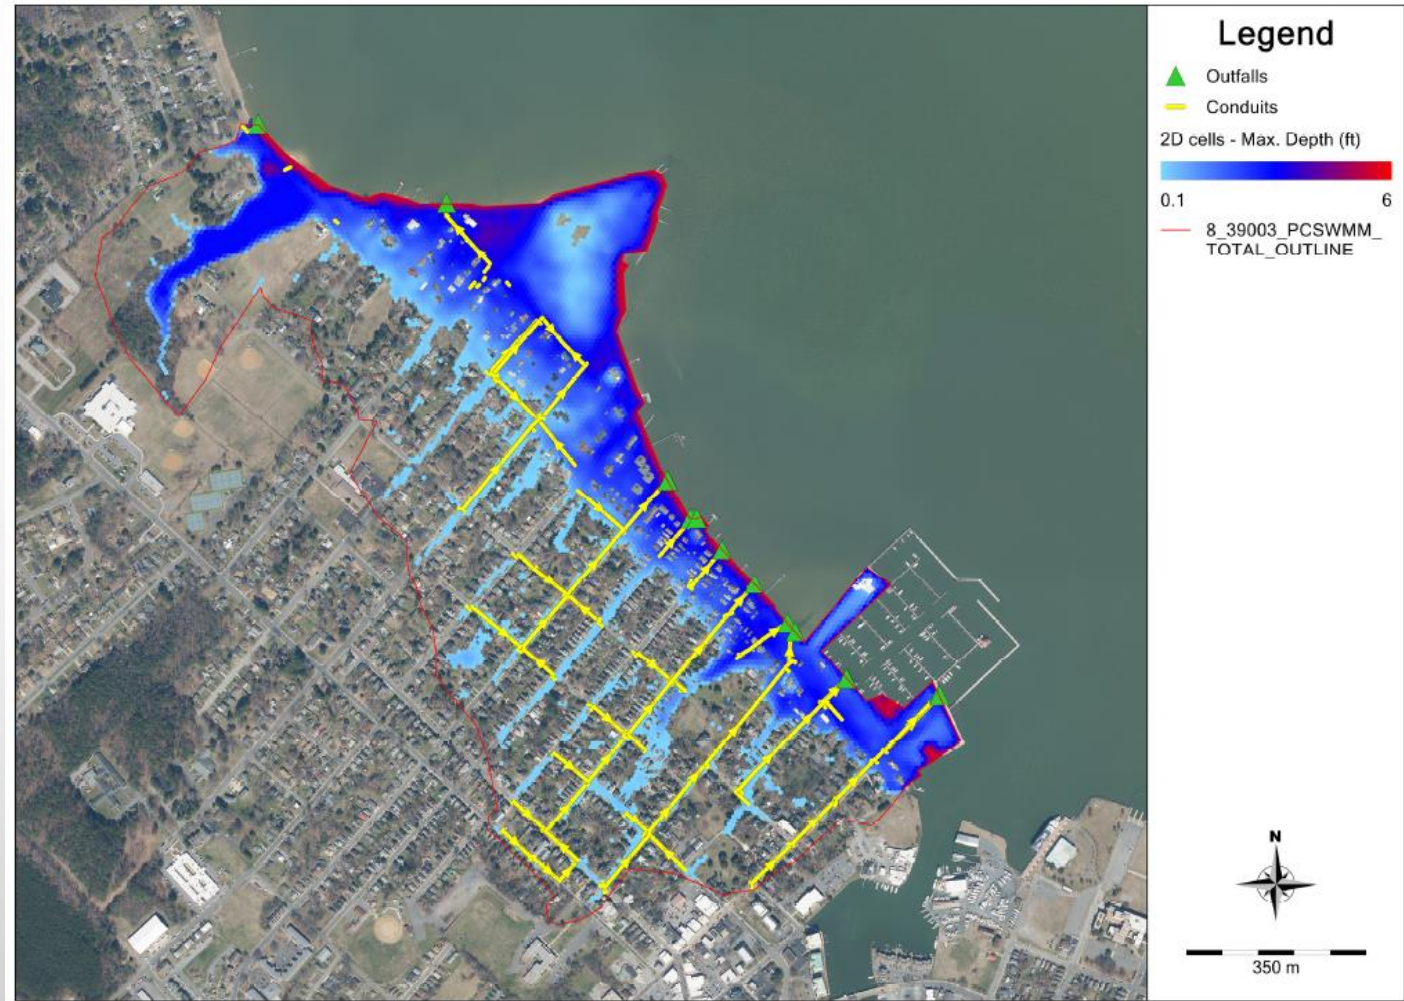 Legend
Outfalls
Conduits
2D cells - Max. Depth (ft)
0.1 6
8_39003_PCSWMM_
TOTAL_OUTLINE
N
350 m